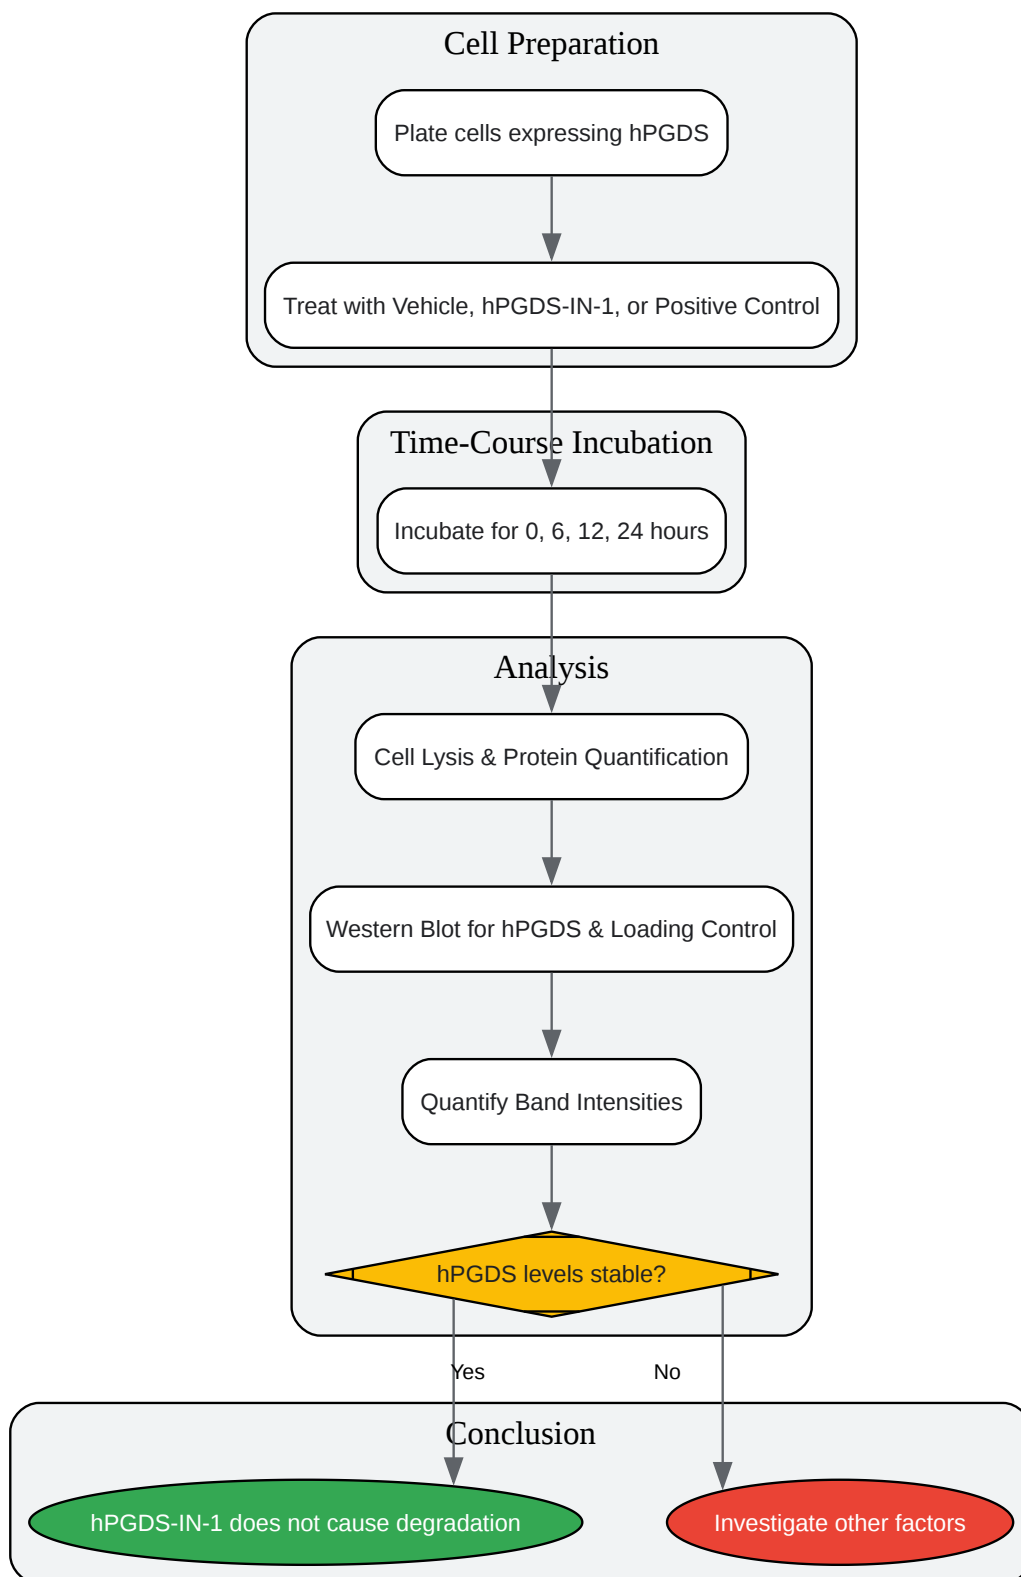 Cell Preparation
Plate cells expressing hPGDS
Treat with Vehicle, hPGDS-IN-1, or Positive Control
Time-Course Incubation
Incubate for 0, 6, 12, 24 hours
Analysis
Cell Lysis & Protein Quantification
Western Blot for hPGDS & Loading Control
Quantify Band Intensities
hPGDS levels stable?
Yes
No
Conclusion
hPGDS-IN-1 does not cause degradation
Investigate other factors